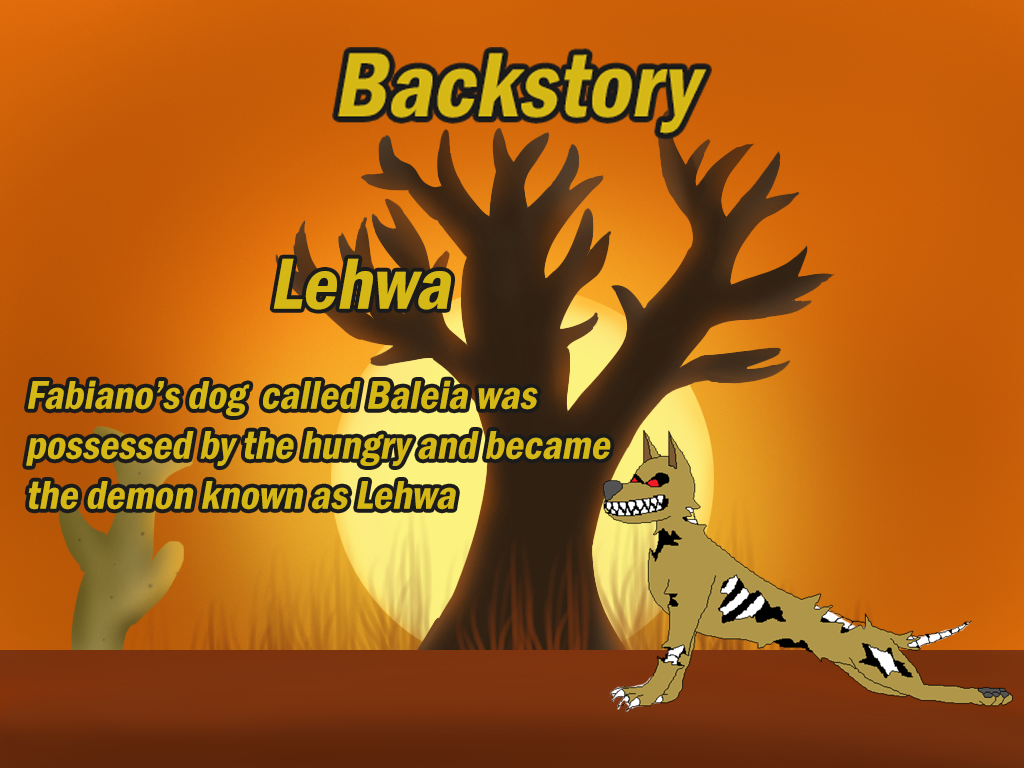 Backstory
Lehwa
Fabiano's dog called Baleia was
possessed by the hungry and became
the demon known as Lehwa